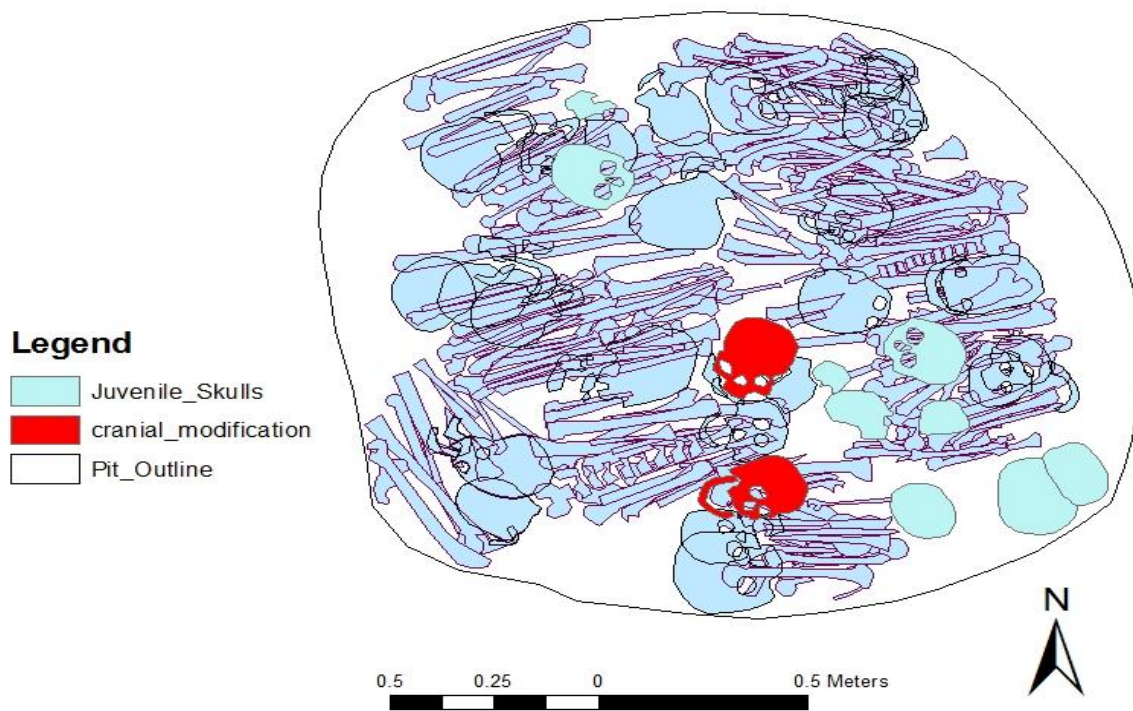 Legend
Juvenile_Skulls
cranial_modification
Pit_Outline
N
0.5 0.25 0 0.5 Meters